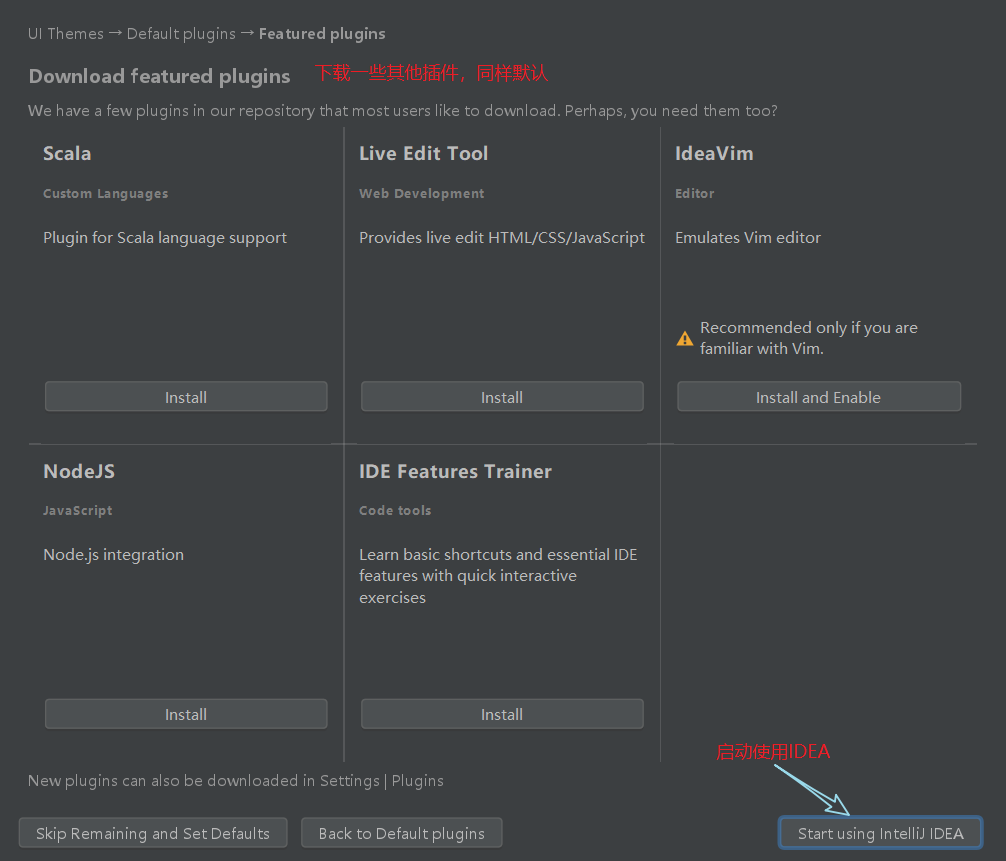 UI Themes → Default plugins → Featured plugins
Download featured plugins
下载一些其他插件，同样默认
We have a few plugins in our repository that most users like to download. Perhaps, you need them too?
Scala
Custom Languages
Plugin for Scala language support
Install
Live Edit Tool
Web Development
Provides live edit HTML/CSS/JavaScript
Install
IdeaVim
Editor
Emulates Vim editor
Recommended only if you are
familiar with Vim.
Install and Enable
NodeJS
JavaScript
Node.js integration
Install
IDE Features Trainer
Code tools
Learn basic shortcuts and essential IDE
features with quick interactive
exercises
Install
启动使用IDEA
New plugins can also be downloaded in Settings | Plugins
Skip Remaining and Set Defaults
Back to Default plugins
Start using IntelliJ IDEA